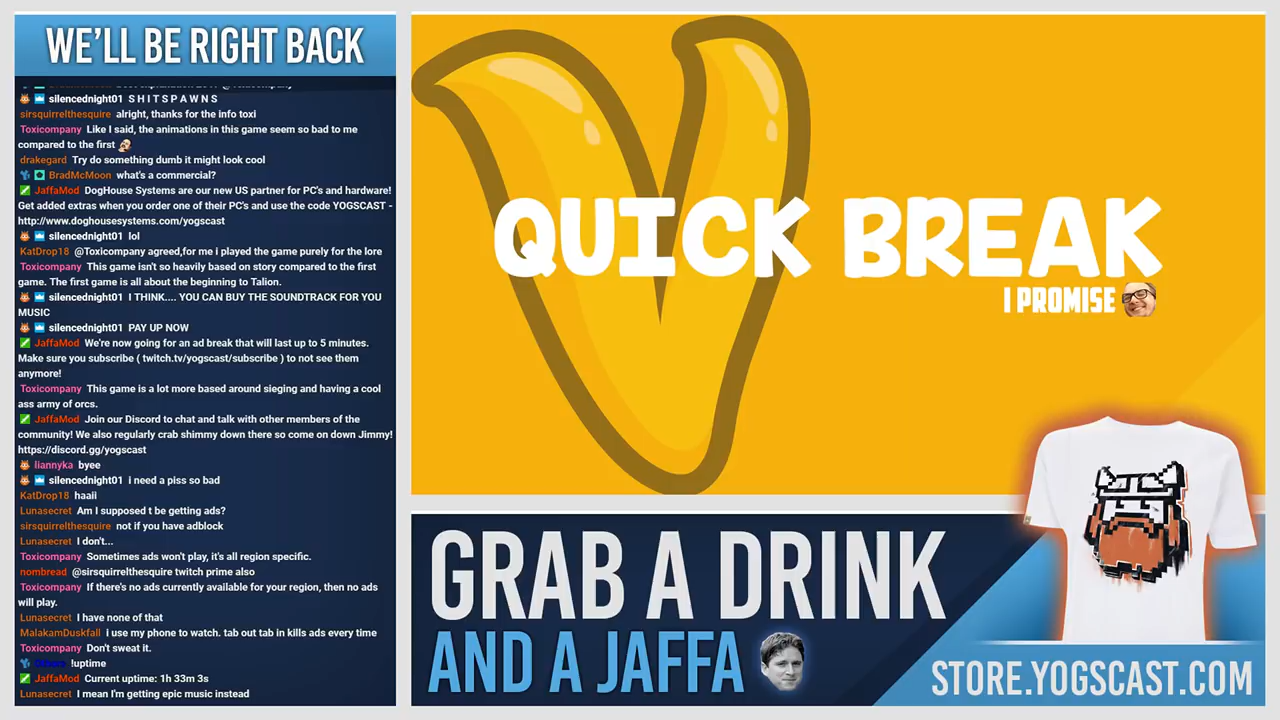 WE'LL BE RIGHT BACK
silencednight01 S H I T S P A W N S
sirsquirrelthesquire alright, thanks for the info toxi
Toxicompany Like I said, the animations in this game seem so bad to me
compared to the first
drakegard Try do something dumb it might look cool
BradMcMoon what's a commercial?
JaffaMod DogHouse Systems are our new US partner for PC's and hardware!
Get added extras when you order one of their PC's and use the code YOGSCAST -
http://www.doghousesystems.com/yogscast
silencednight01 lol
KatDrop18 @Toxicompany agreed,for me i played the game purely for the lore
Toxicompany This game isn't so heavily based on story compared to the first
game. The first game is all about the beginning to Talion.
silencednight01 I THINK.... YOU CAN BUY THE SOUNDTRACK FOR YOU
MUSIC
silencednight01 PAY UP NOW
JaffaMod We're now going for an ad break that will last up to 5 minutes.
Make sure you subscribe ( twitch.tv/yogscast/subscribe ) to not see them
anymore!
Toxicompany This game is a lot more based around sieging and having a cool
ass army of orcs.
JaffaMod Join our Discord to chat and talk with other members of the
community! We also regularly crab shimmy down there so come on down Jimmy!
https://discord.gg/yogscast
liannyka byee
silencednight01 i need a piss so bad
KatDrop18 haaii
Lunasecret Am I supposed t be getting ads?
sirsquirrelthesquire not if you have adblock
Lunasecret I don't...
Toxicompany Sometimes ads won't play, it's all region specific.
nombread @sirsquirrelthesquire twitch prime also
Toxicompany If there's no ads currently available for your region, then no ads
will play.
Lunasecret I have none of that
MalakamDuskfall i use my phone to watch. tab out tab in kills ads every time
Toxicompany Don't sweat it.
!uptime
JaffaMod Current uptime: 1h 33m 3s
Lunasecret I mean I'm getting epic music instead
QUICK BREAK
I PROMISE
GRAB A DRINK
AND A JAFFA
STORE.YOGSCAST.COM